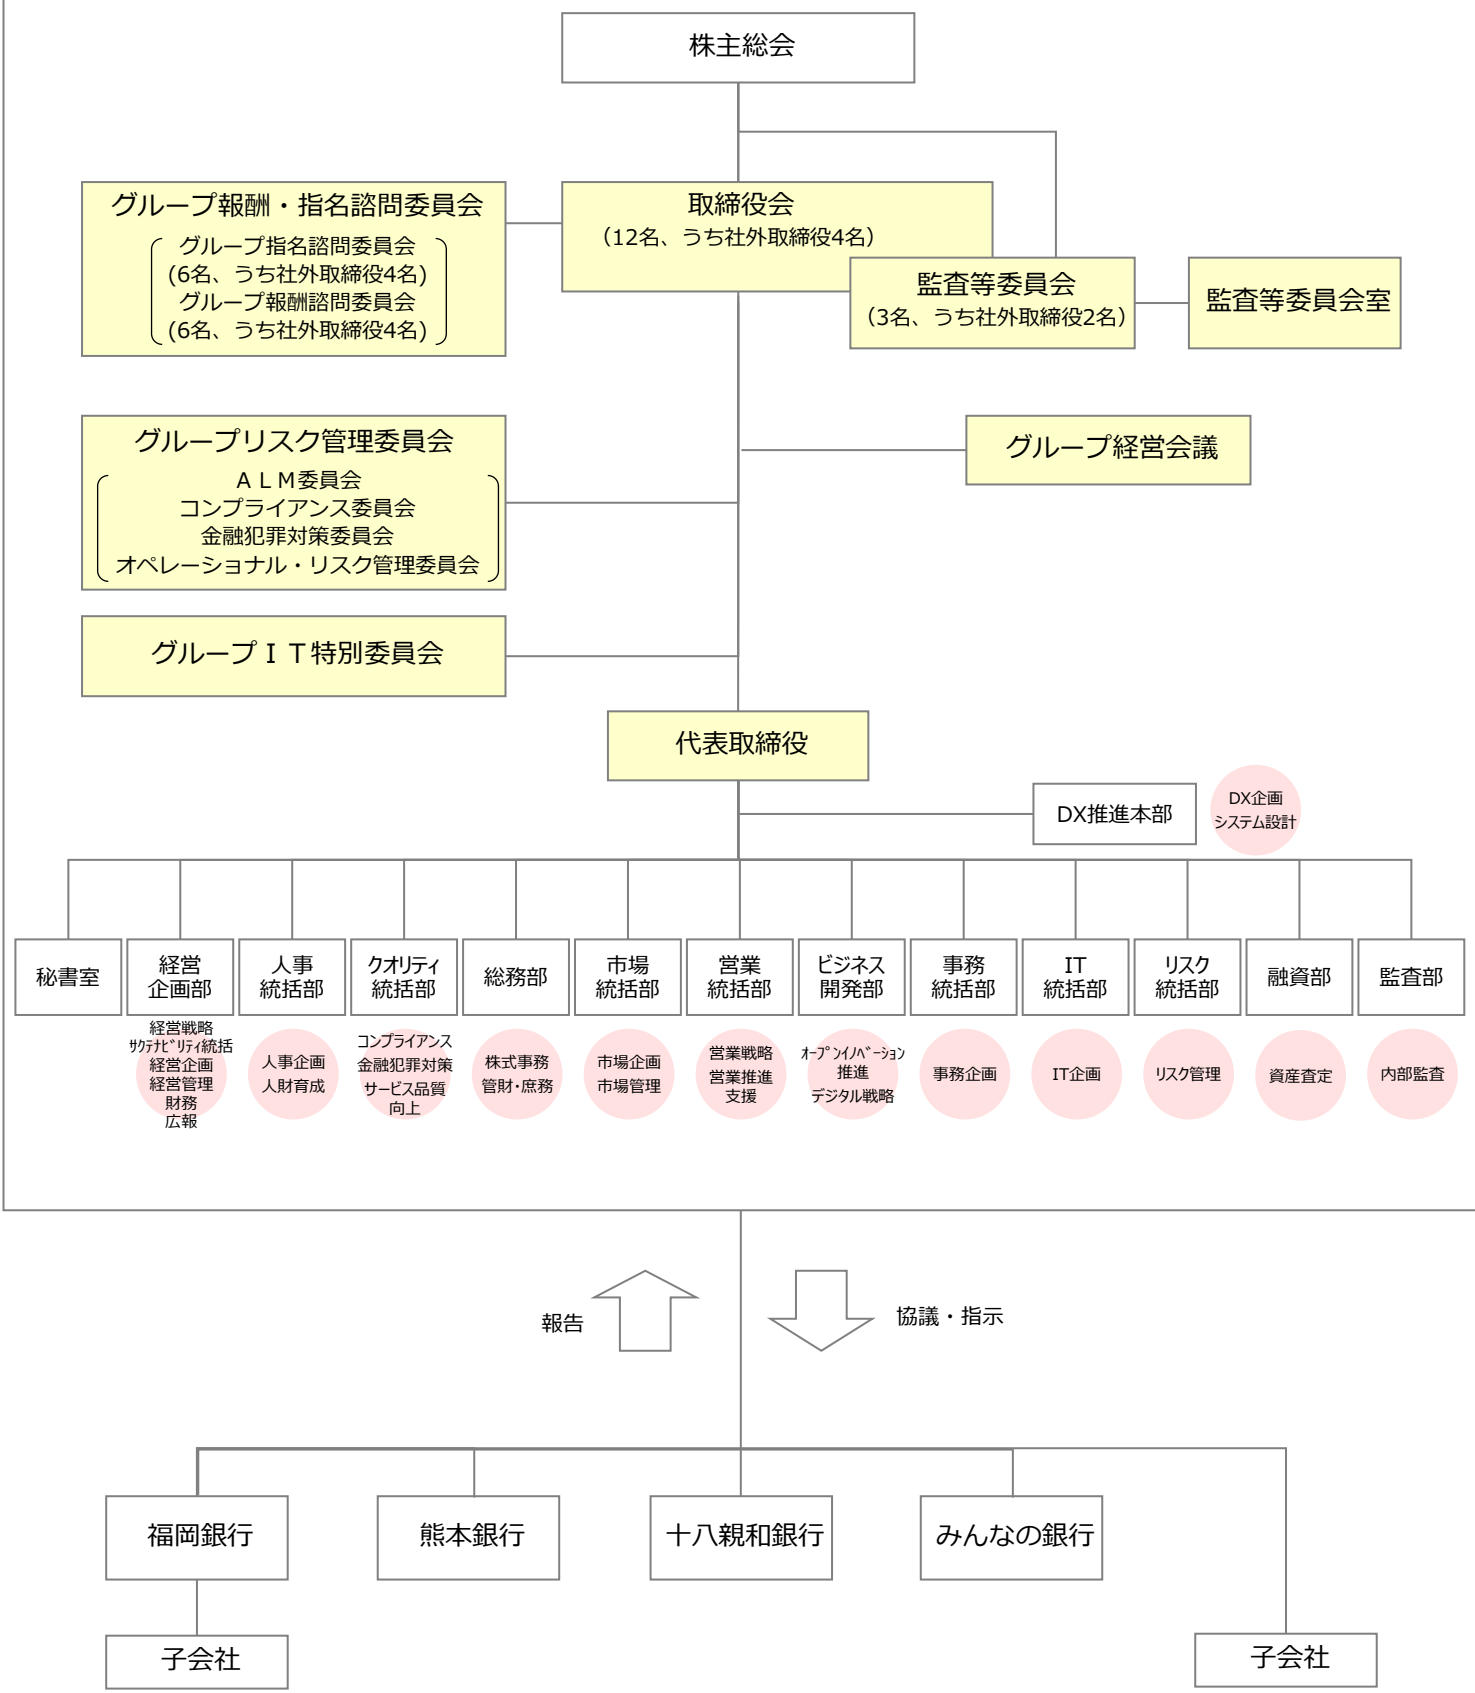 株主総会
グループ報酬・指名諮問委員会
グループ指名諮問委員会
(6名、うち社外取締役4名)
グループ報酬諮問委員会
(6名、うち社外取締役4名)
取締役会
（12名、うち社外取締役4名）
監査等委員会
（3名、うち社外取締役2名）
監査等委員会室
グループリスク管理委員会
ＡＬＭ委員会
コンプライアンス委員会
金融犯罪対策委員会
オペレーショナル・リスク管理委員会
グループ経営会議
グループＩＴ特別委員会
代表取締役
DX推進本部
DX企画
システム設計
秘書室
経営
企画部
人事
統括部
クオリティ
統括部
総務部
市場
統括部
営業
統括部
ビジネス
開発部
事務
統括部
IT
統括部
リスク
統括部
融資部
監査部
経営戦略
ｻｸﾃﾅﾋﾞﾘﾃｨ統括
経営企画
経営管理
財務
広報
人事企画
人財育成
コンプライアンス
金融犯罪対策
サービス品質
向上
株式事務
管財・庶務
市場企画
市場管理
営業戦略
営業推進
支援
ｵｰﾌﾟﾝｲﾉﾍﾞｰｼｮﾝ
推進
デジタル戦略
事務企画
IT企画
リスク管理
資産査定
内部監査
報告
協議・指示
福岡銀行
熊本銀行
十八親和銀行
みんなの銀行
子会社
子会社